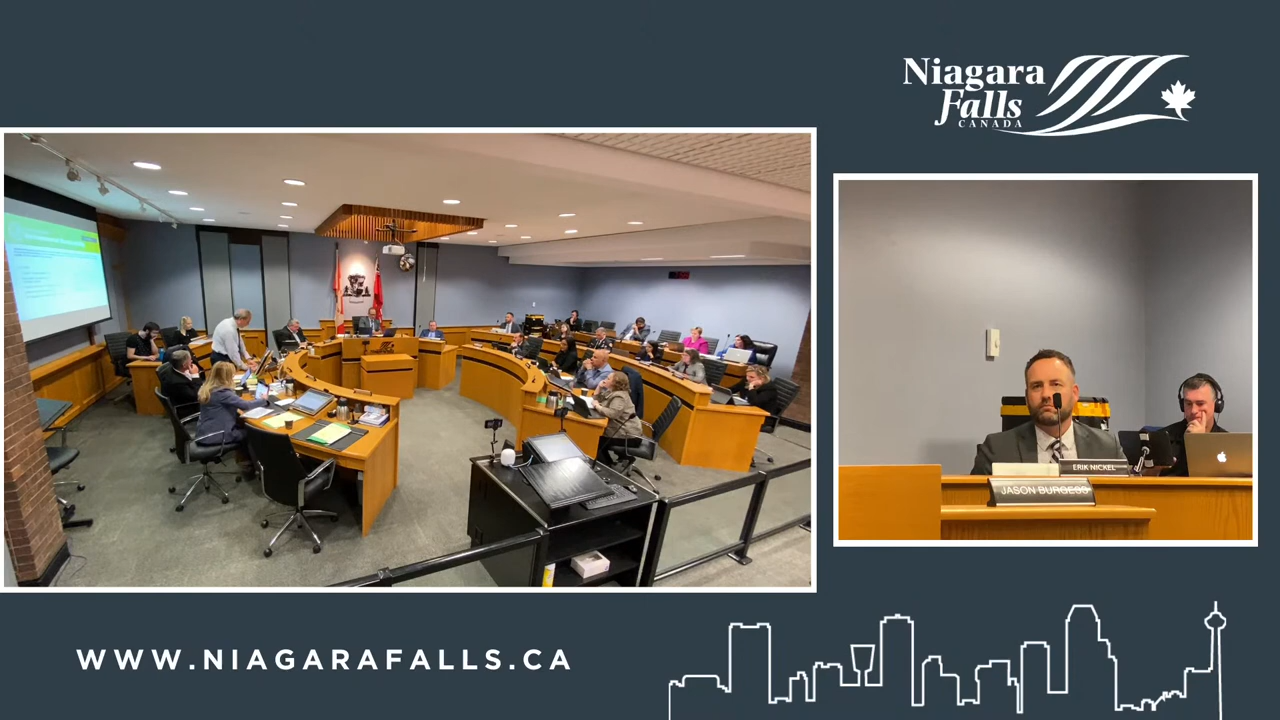 Niagara
Falls
CANADA
ERIK NICKEL
JASON BURGESS
WWW.NIAGARAFALLS.CA